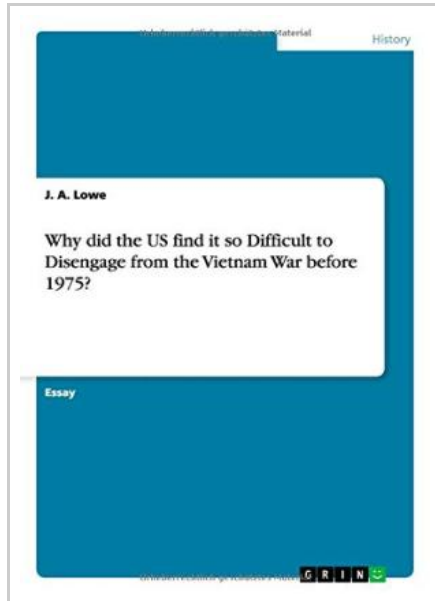 History
J. A. Lowe
Why did the US find it so Difficult to
Disengage from the Vietnam War before
1975?
Essay
GRIN